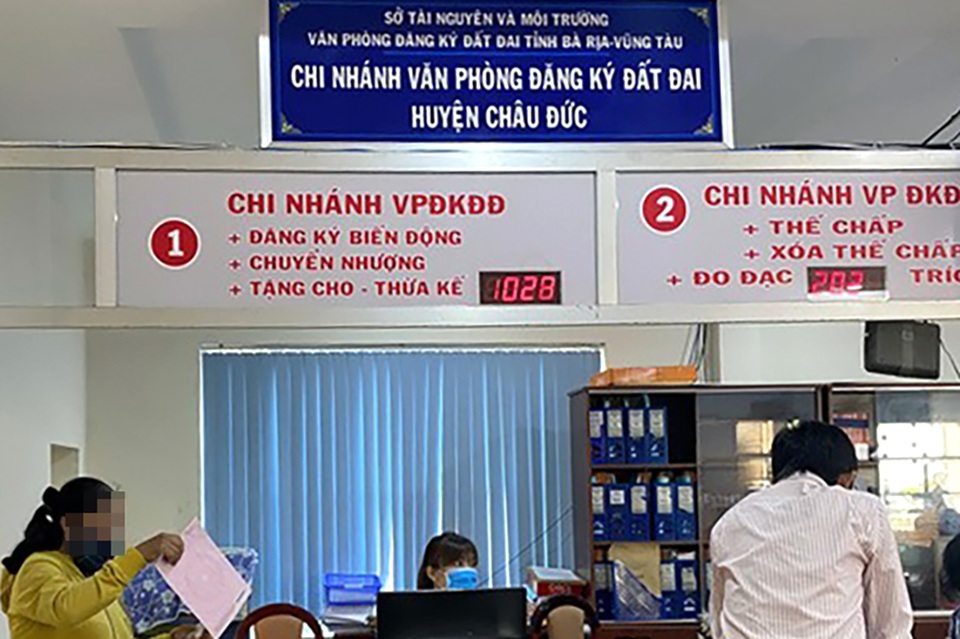 SỞ TÀI NGUYÊN VÀ MÔI TRƯỜNG
VĂN PHÒNG ĐĂNG KÝ ĐẤT ĐAI TỈNH BÀ RỊA-VŨNG TÀU
CHI NHÁNH VĂN PHÒNG ĐĂNG KÝ ĐẤT ĐAI
HUYỆN CHÂU ĐỨC
1
CHI NHÁNH VPĐKĐĐ
+ ĐĂNG KÝ BIẾN ĐỘNG
+ CHUYỂN NHƯỢNG
+ TẶNG CHO - THỪA KẾ 1028
2
CHI NHÁNH VP ĐKĐ
+ THẾ CHẤP
+ XÓA THẾ CHẤP
+ ĐO ĐẠC 202 TRÍC